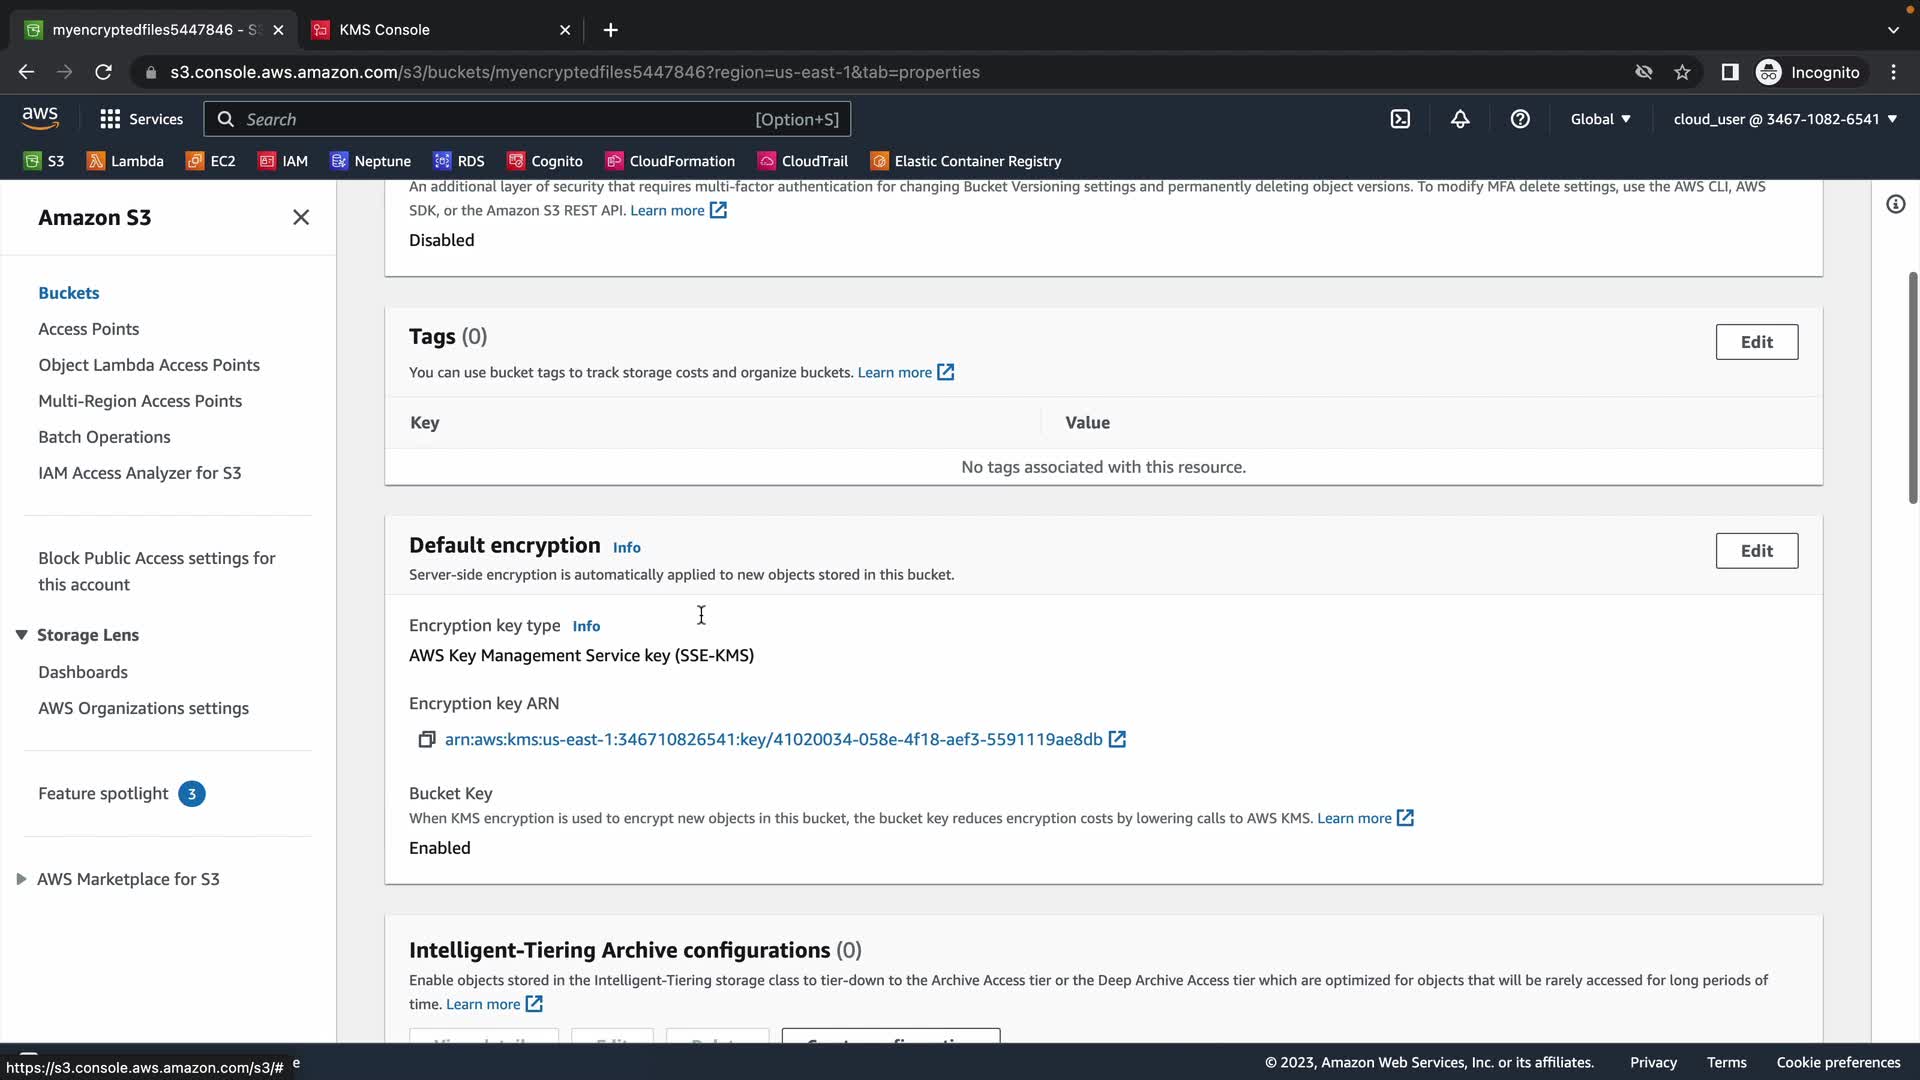 myencryptedfiles5447846 - S
KMS Console
s3.console.aws.amazon.com/s3/buckets/myencryptedfiles5447846?region=us-east-1&tab=properties
Incognito
aws
Services
Search
[Option+S]
Global
cloud_user @ 3467-1082-6541
S3
Lambda
EC2
IAM
Neptune
RDS
Cognito
CloudFormation
CloudTrail
Elastic Container Registry
Amazon S3
Buckets
Access Points
Object Lambda Access Points
Multi-Region Access Points
Batch Operations
IAM Access Analyzer for S3
Block Public Access settings for
this account
Storage Lens
Dashboards
AWS Organizations settings
Feature spotlight 3
AWS Marketplace for S3
An additional layer of security that requires multi-factor authentication for changing Bucket Versioning settings and permanently deleting object versions. To modify MFA delete settings, use the AWS CLI, AWS
SDK, or the Amazon S3 REST API. Learn more
Disabled
Tags (0)
Edit
You can use bucket tags to track storage costs and organize buckets. Learn more
Key
Value
No tags associated with this resource.
Default encryption Info
Edit
Server-side encryption is automatically applied to new objects stored in this bucket.
Encryption key type Info
AWS Key Management Service key (SSE-KMS)
Encryption key ARN
arn:aws:kms:us-east-1:346710826541:key/41020034-058e-4f18-aef3-5591119ae8db
Bucket Key
When KMS encryption is used to encrypt new objects in this bucket, the bucket key reduces encryption costs by lowering calls to AWS KMS. Learn more
Enabled
Intelligent-Tiering Archive configurations (0)
Enable objects stored in the Intelligent-Tiering storage class to tier-down to the Archive Access tier or the Deep Archive Access tier which are optimized for objects that will be rarely accessed for long periods of
time. Learn more
https://s3.console.aws.amazon.com/s3/#
e
© 2023, Amazon Web Services, Inc. or its affiliates.
Privacy
Terms
Cookie preferences